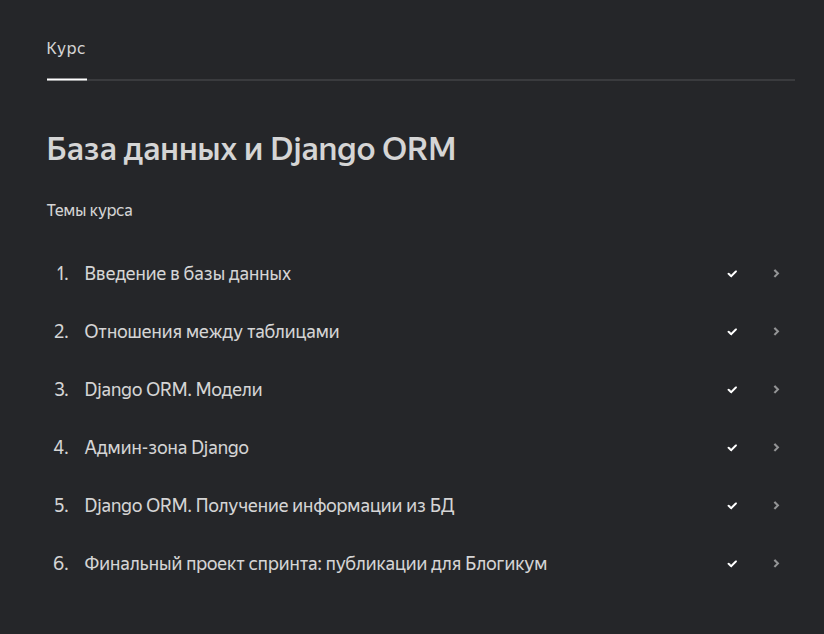 Курс
База данных и Django ORM
Темы курса
1. Введение в базы данных
2. Отношения между таблицами
3. Django ORM. Модели
4. Админ-зона Django
5. Django ORM. Получение информации из БД
6. Финальный проект спринта: публикации для Блогикум